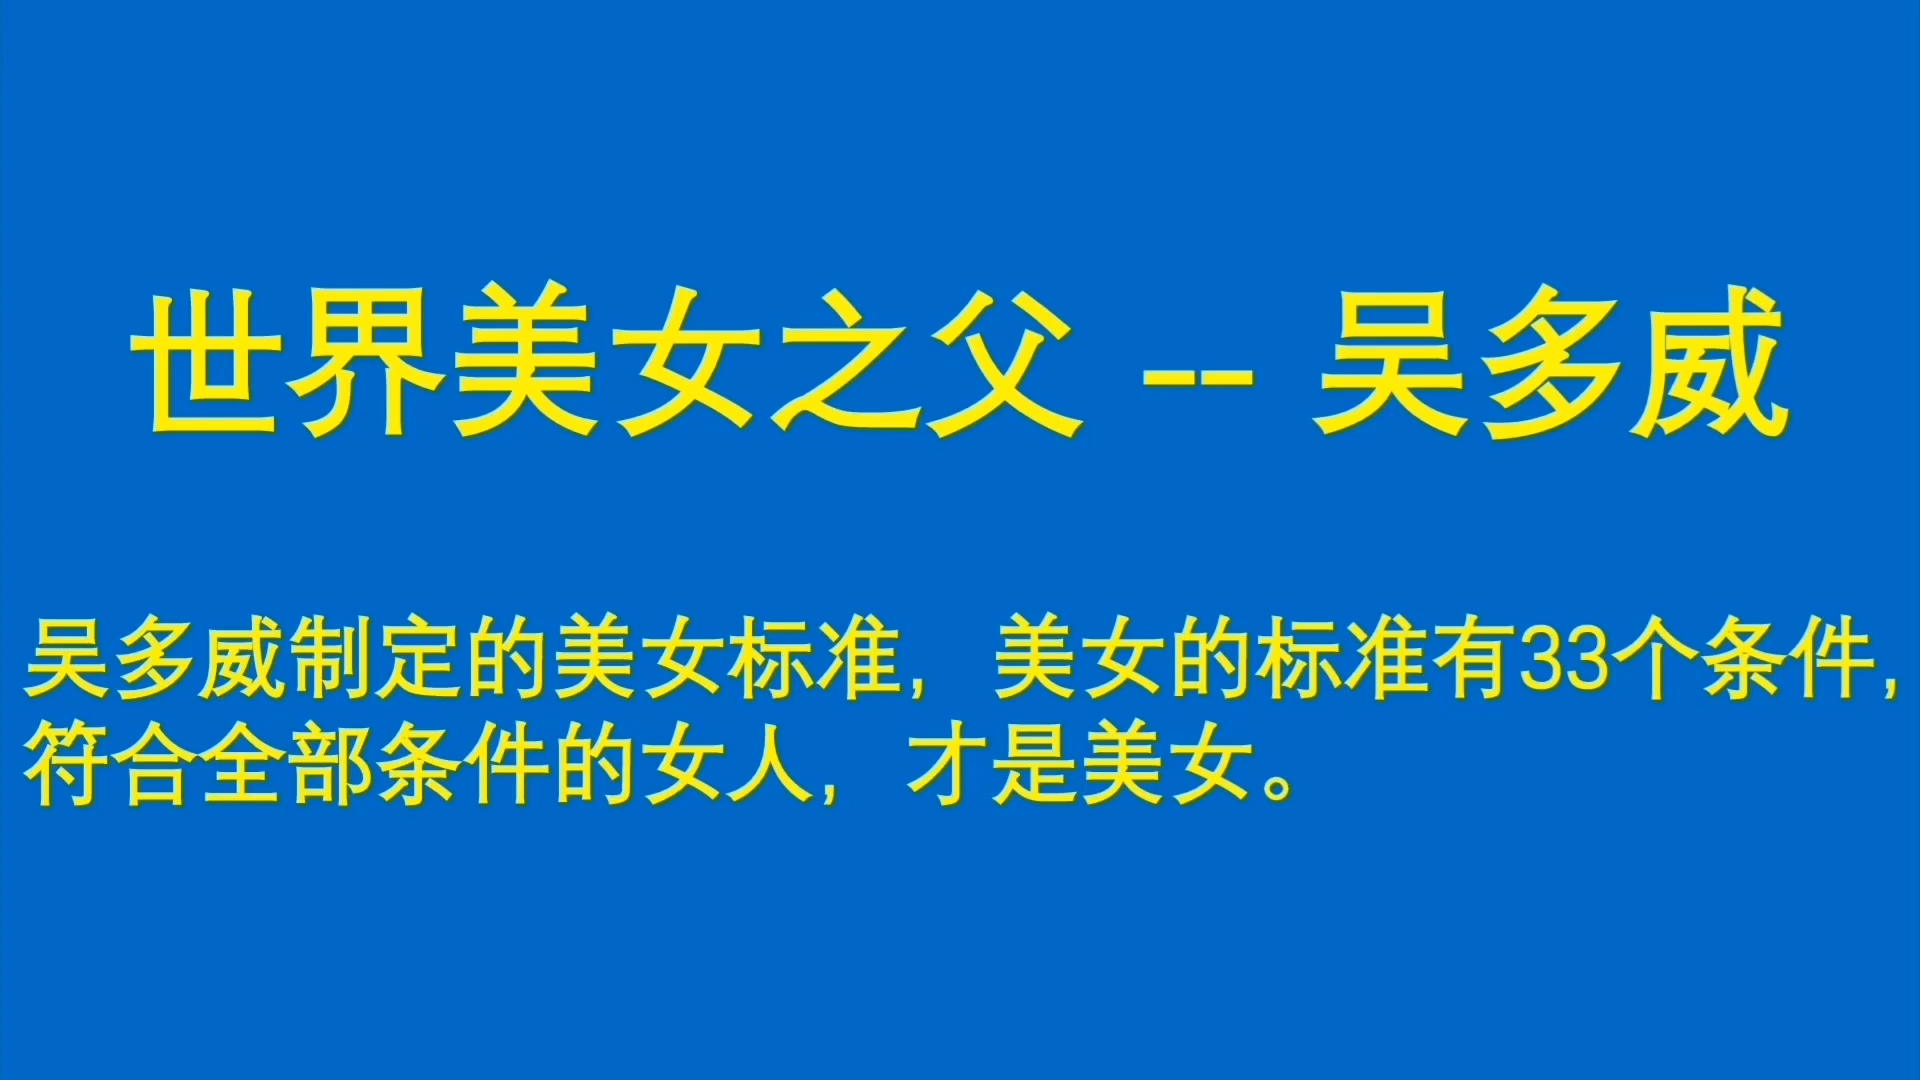 世界美女之父 -- 吴多威
吴多威制定的美女标准，美女的标准有33个条件,
符合全部条件的女人，才是美女。